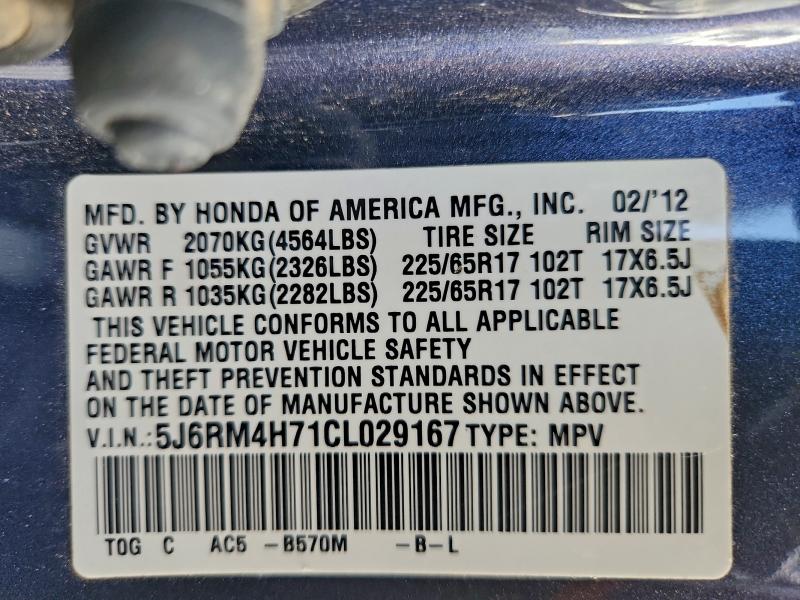 MFD. BY HONDA OF AMERICA MFG., INC. 02/'12
GVWR 2070KG(4564LBS) TIRE SIZE RIM SIZE
GAWR F 1055KG(2326LBS) 225/65R17 102T 17X6.5J
GAWR R 1035KG(2282LBS) 225/65R17 102T 17X6.5J
THIS VEHICLE CONFORMS TO ALL APPLICABLE
FEDERAL MOTOR VEHICLE SAFETY
AND THEFT PREVENTION STANDARDS IN EFFECT
ON THE DATE OF MANUFACTURE SHOWN ABOVE.
V.I.N.: 5J6RM4H71CL029167 TYPE: MPV
T0G C AC5 -B570M -B-L